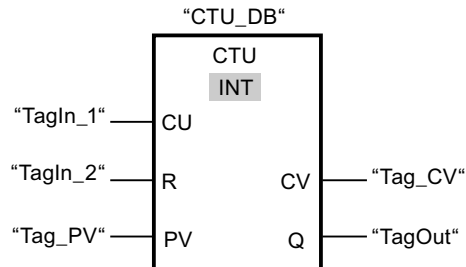 “CTU_DB“
CTU
INT
“TagIn_1“ CU
“TagIn_2“ R CV “Tag_CV“
“Tag_PV“ PV Q “TagOut“